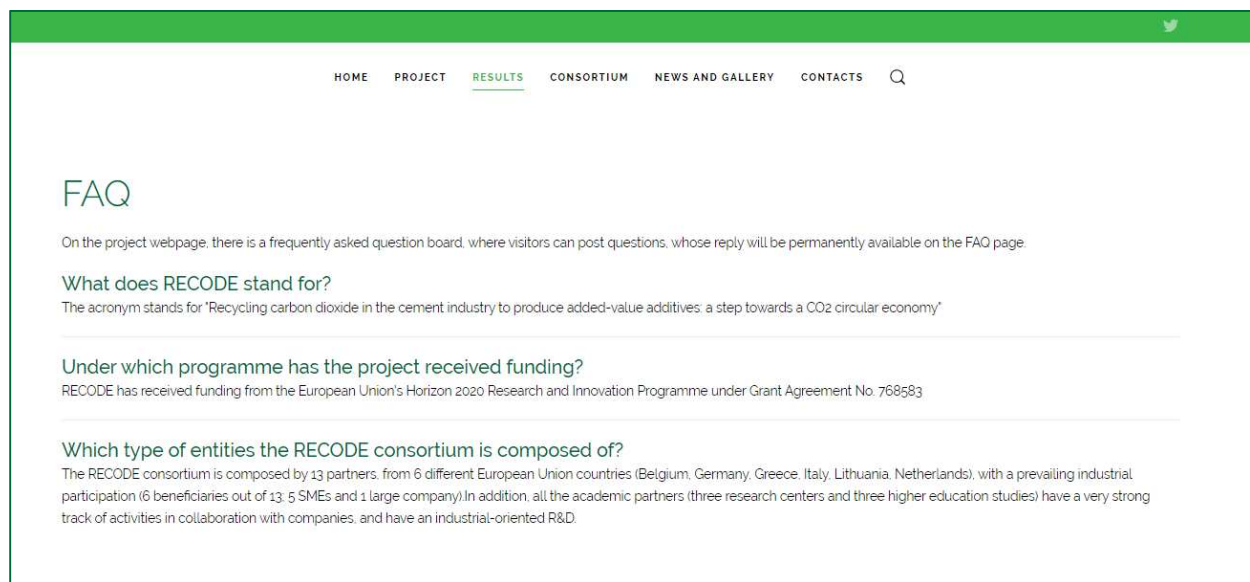 HOME PROJECT RESULTS CONSORTIUM NEWS AND GALLERY CONTACTS
FAQ
On the project webpage, there is a frequently asked question board, where visitors can post questions, whose reply will be permanently available on the FAQ page.
What does RECODE stand for?
The acronym stands for "Recycling carbon dioxide in the cement industry to produce added-value additives: a step towards a CO2 circular economy"
Under which programme has the project received funding?
RECODE has received funding from the European Union's Horizon 2020 Research and Innovation Programme under Grant Agreement No. 768583
Which type of entities the RECODE consortium is composed of?
The RECODE consortium is composed by 13 partners, from 6 different European Union countries (Belgium, Germany, Greece, Italy, Lithuania, Netherlands), with a prevailing industrial
participation (6 beneficiaries out of 13; 5 SMEs and 1 large company).In addition, all the academic partners (three research centers and three higher education studies) have a very strong
track of activities in collaboration with companies, and have an industrial-oriented R&D.